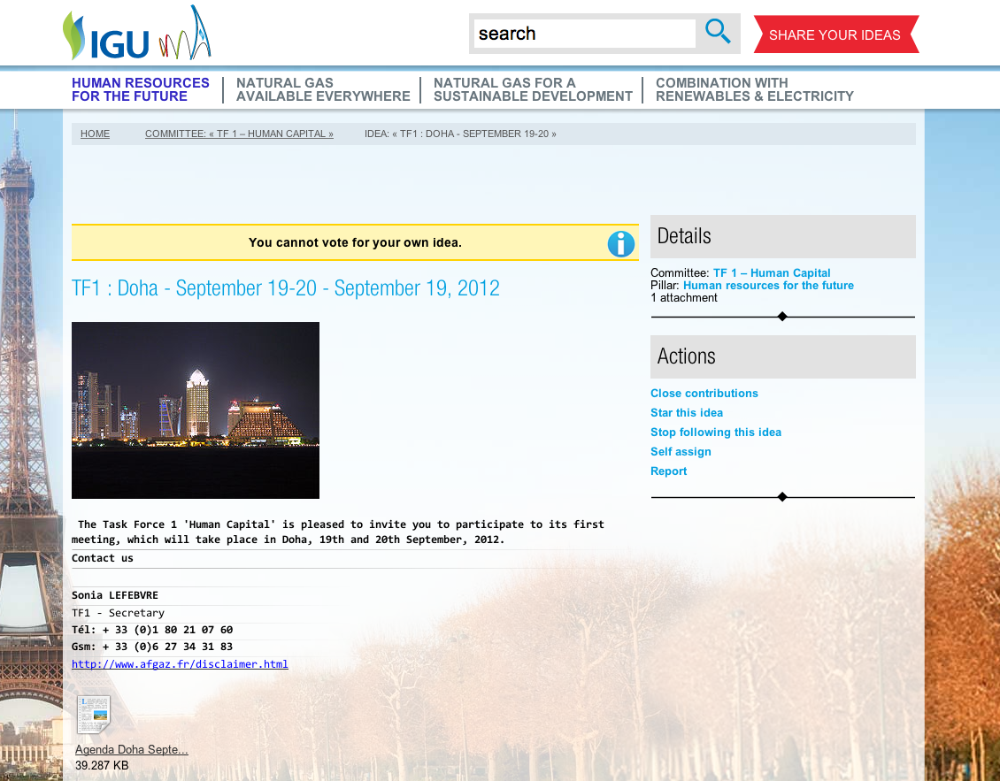 IGU
search
SHARE YOUR IDEAS
HUMAN RESOURCES
FOR THE FUTURE
NATURAL GAS
AVAILABLE EVERYWHERE
NATURAL GAS FOR A
SUSTAINABLE DEVELOPMENT
COMBINATION WITH
RENEWABLES & ELECTRICITY
HOME
COMMITTEE: « TF 1 – HUMAN CAPITAL »
IDEA: « TF1 : DOHA - SEPTEMBER 19-20 »
You cannot vote for your own idea.
TF1 : Doha - September 19-20 - September 19, 2012
The Task Force 1 'Human Capital' is pleased to invite you to participate to its first
meeting, which will take place in Doha, 19th and 20th September, 2012.
Contact us
Sonia LEFEBVRE
TF1 - Secretary
Tél: + 33 (0)1 80 21 07 60
Gsm: + 33 (0)6 27 34 31 83
http://www.afgaz.fr/disclaimer.html
Agenda Doha Septe...
39.287 KB
Details
Committee: TF 1 – Human Capital
Pillar: Human resources for the future
1 attachment
Actions
Close contributions
Star this idea
Stop following this idea
Self assign
Report